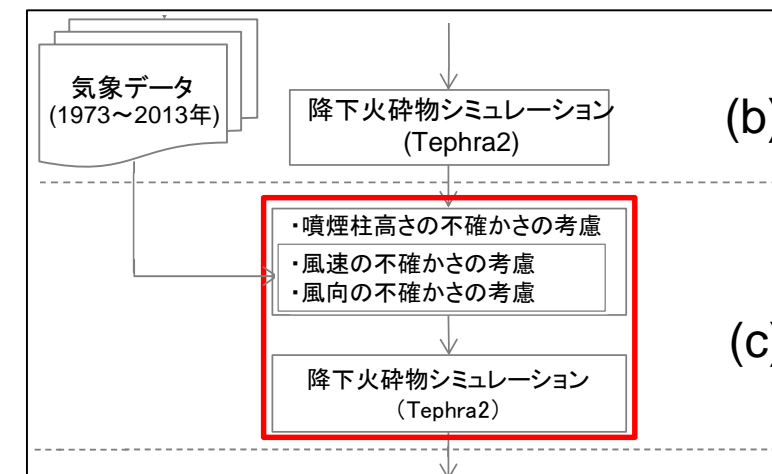 気象データ
(1973～2013年)
降下火砕物シミュレーション
(Tephra2)
(b)
・噴煙柱高さの不確かさの考慮
・風速の不確かさの考慮
・風向の不確かさの考慮
降下火砕物シミュレーション
（Tephra2）
(c)